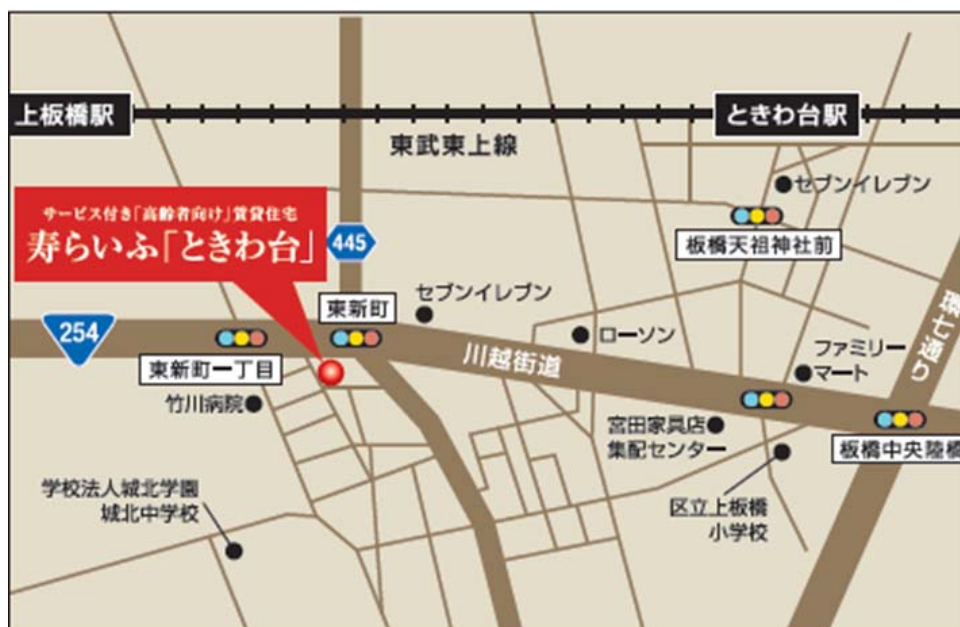 上板橋駅
ときわ台駅
東武東上線
セブンイレブン
サービス付き「高齢者向け」賃貸住宅
寿らいふ「ときわ台」
445
板橋天祖神社前
254
東新町
セブンイレブン
環七通り
東新町一丁目
川越街道
ローソン
ファミリー
マート
竹川病院
宮田家具店
集配センター
板橋中央陸橋
学校法人城北学園
城北中学校
区立上板橋
小学校